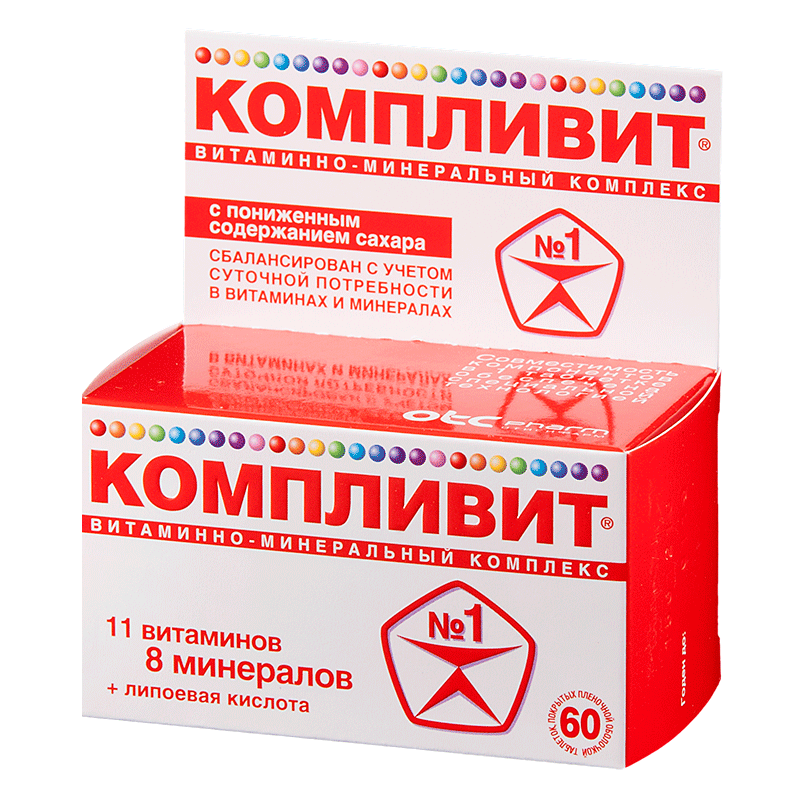 КОМПЛИВИТ®
ВИТАМИННО-МИНЕРАЛЬНЫЙ КОМПЛЕКС
с пониженным
содержанием сахара
СБАЛАНСИРОВАН С УЧЕТОМ
СУТОЧНОЙ ПОТРЕБНОСТИ
В ВИТАМИНАХ И МИНЕРАЛАХ
№1
Совместимость
otc pharm
КОМПЛИВИТ®
ВИТАМИННО-МИНЕРАЛЬНЫЙ КОМПЛЕКС
11 витаминов
8 минералов
+ липоевая кислота
№1
60
ТАБЛЕТОК, ПОКРЫТЫХ ПЛЕНОЧНОЙ ОБОЛОЧКОЙ
Годен до: